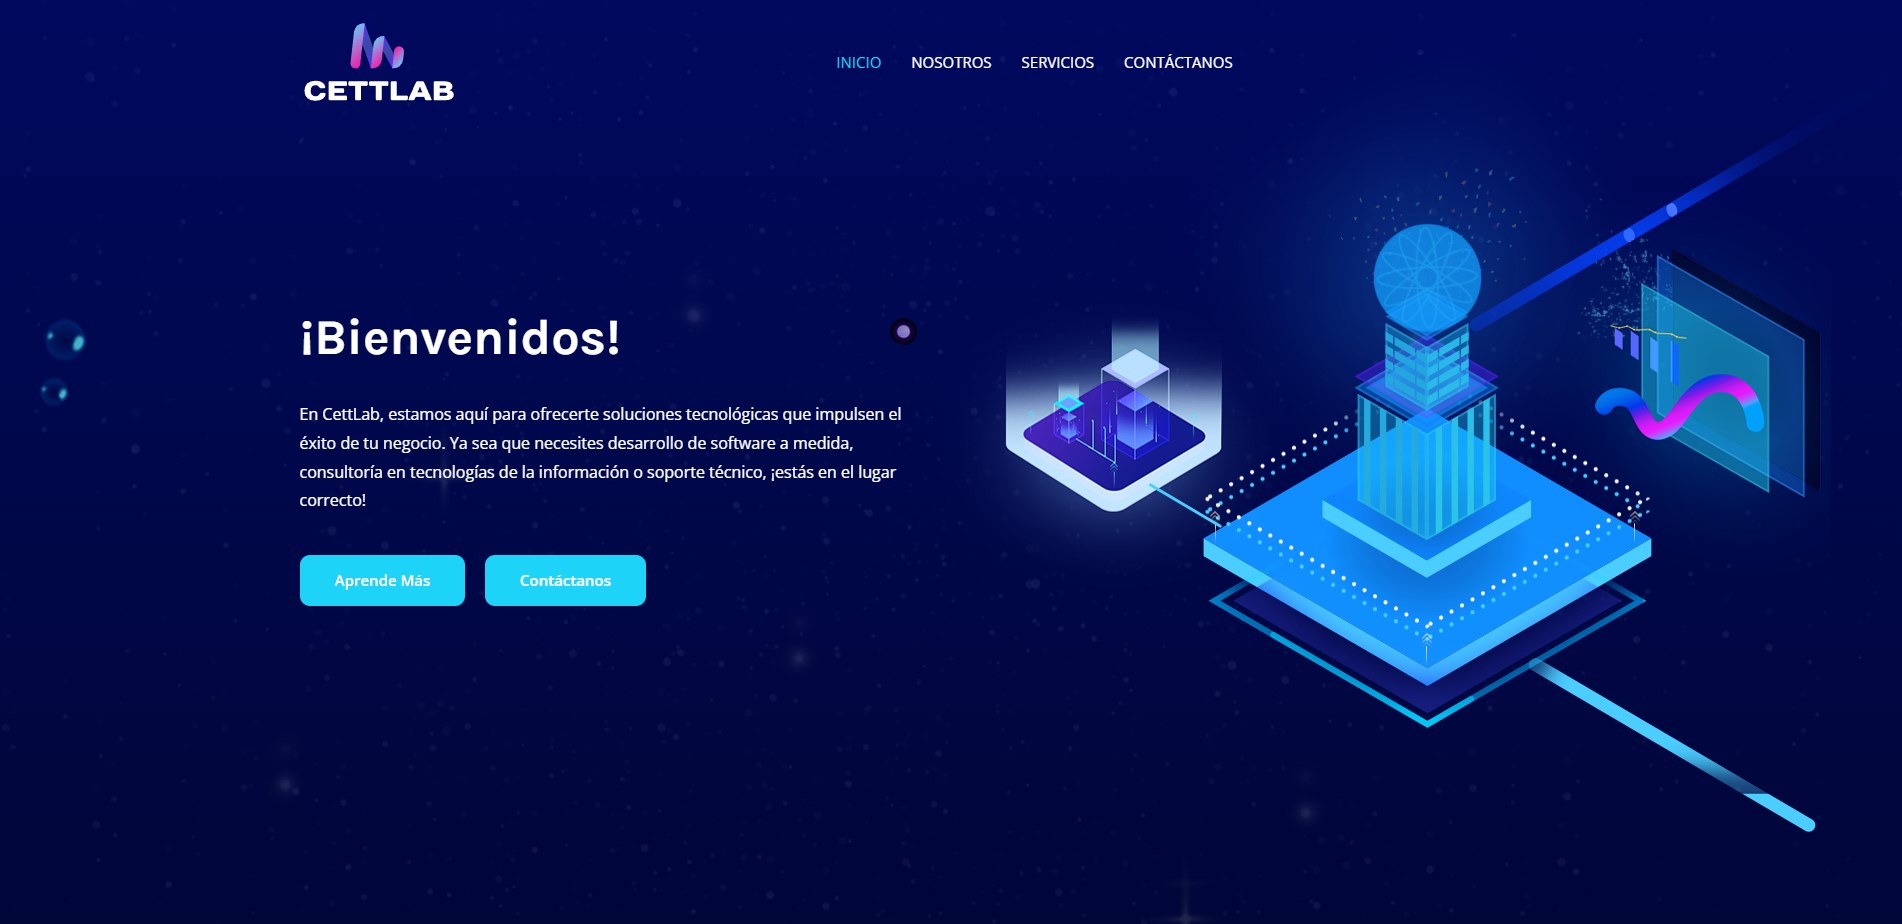 CETTLAB
INICIO NOSOTROS SERVICIOS CONTÁCTANOS
¡Bienvenidos!
En CettLab, estamos aquí para ofrecerte soluciones tecnológicas que impulsen el
éxito de tu negocio. Ya sea que necesites desarrollo de software a medida,
consultoría en tecnologías de la información o soporte técnico, ¡estás en el lugar
correcto!
Aprende Más Contáctanos